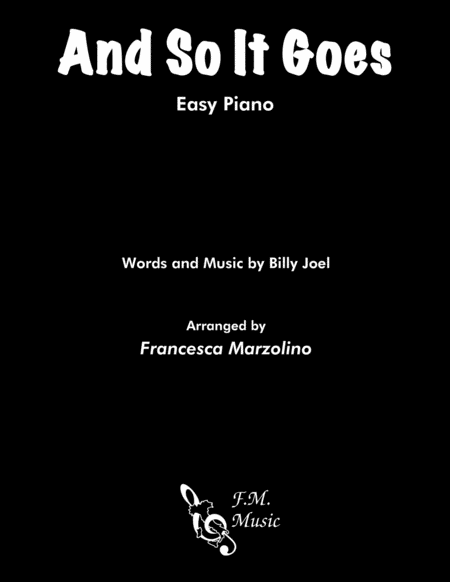 And So It Goes
Easy Piano
Words and Music by Billy Joel
Arranged by
Francesca Marzolino
F.M.
Music